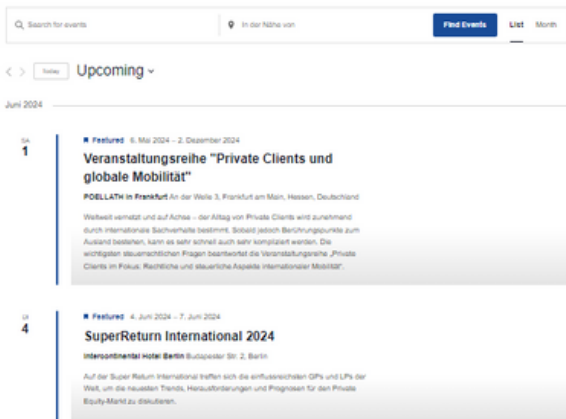 Search for events
In der Nähe von
Find Events
List
Month
Today
Upcoming
Juni 2024
SA
1
Featured 6. Mai 2024 – 2. Dezember 2024
Veranstaltungsreihe "Private Clients und
globale Mobilität"
POELLATH in Frankfurt An der Welle 3, Frankfurt am Main, Hessen, Deutschland
Weltweit vernetzt und auf Achse – der Alltag von Private Clients wird zunehmend
durch internationale Sachverhalte bestimmt. Sobald jedoch Berührungspunkte zum
Ausland bestehen, kann es sehr schnell auch sehr kompliziert werden. Die
wichtigsten steuerrechtlichen Fragen beantwortet die Veranstaltungsreihe „Private
Clients im Fokus: Rechtliche und steuerliche Aspekte internationaler Mobilität“.
DI
4
Featured 4. Juni 2024 – 7. Juni 2024
SuperReturn International 2024
Intercontinental Hotel Berlin Budapester Str. 2, Berlin
Auf der Super Return International treffen sich die einflussreichsten GPs und LPs der
Welt, um die neuesten Trends, Herausforderungen und Prognosen für den Private
Equity-Markt zu diskutieren.